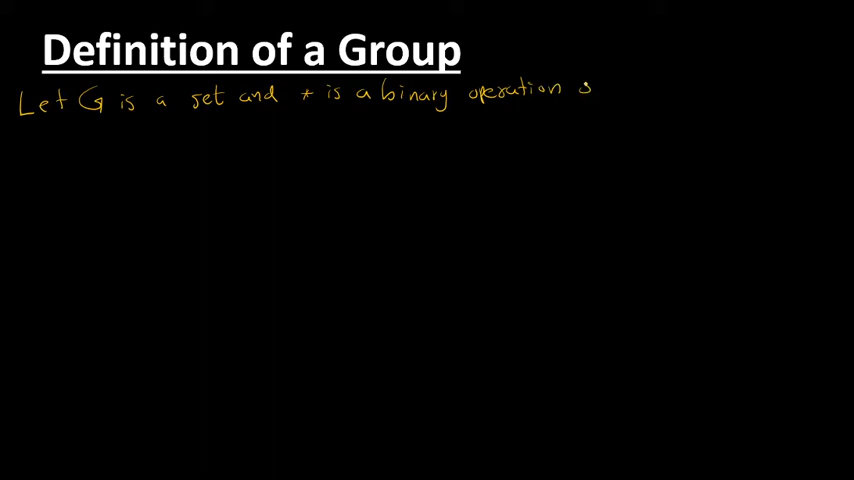 Definition of a Group
Let G is a set and * is a binary operation s